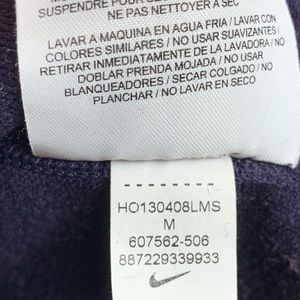 SUSPENDRE POUR
NE PAS NETTOYER A SEC
LAVAR A MAQUINA EN AGUA FRIA / LAVAR CON
COLORES SIMILARES / NO USAR SUAVIZANTES /
RETIRAR INMEDIATAMENTE DE LA LAVADORA / NO
DOBLAR PRENDA MOJADA / NO USAR
BLANQUEADORES / SECAR COLGADO / NO
PLANCHAR / NO LAVAR EN SECO
HO130408LMS
M
607562-506
887229339933